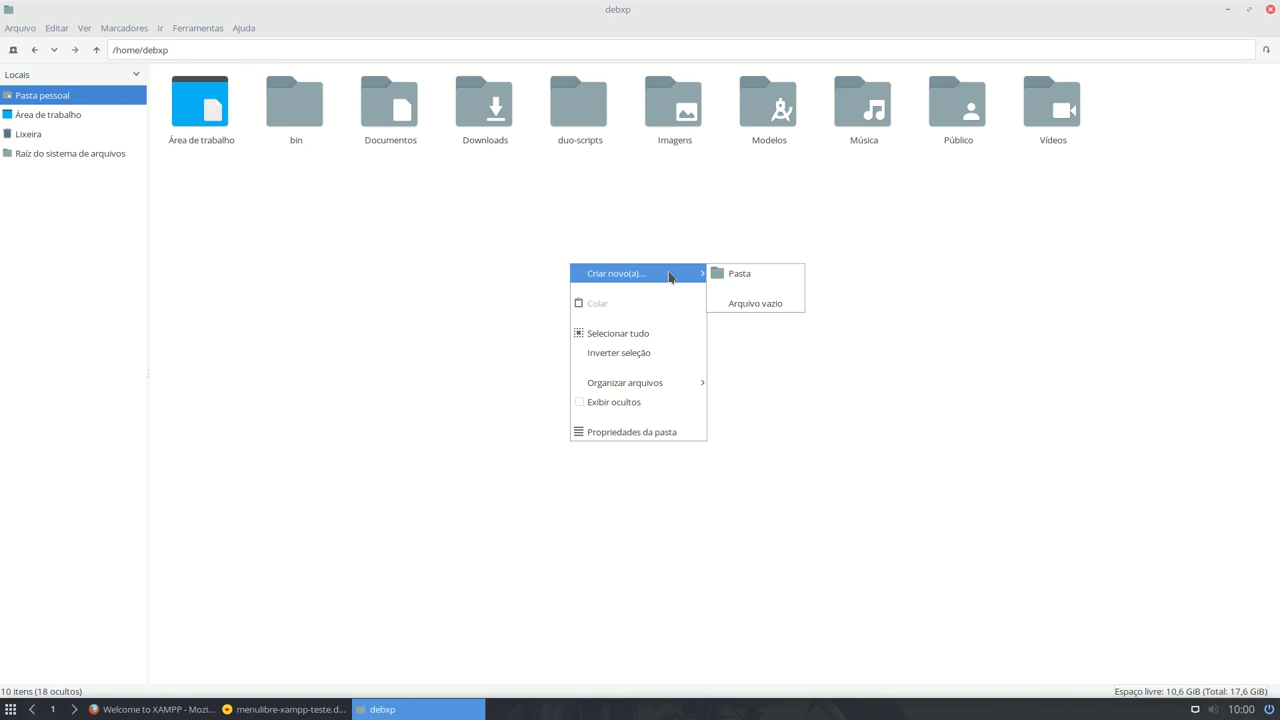 debxp
Arquivo Editar Ver Marcadores Ir Ferramentas Ajuda
/home/debxp
Locais
Pasta pessoal
Área de trabalho
Lixeira
Raíz do sistema de arquivos
Área de trabalho bin Documentos Downloads duo-scripts Imagens Modelos Música Público Vídeos
Criar novo(a)...
Colar
Selecionar tudo
Inverter seleção
Organizar arquivos
Exibir ocultos
Propriedades da pasta
Pasta
Arquivo vazio
10 itens (18 ocultos) Espaço livre: 10,6 GiB (Total: 17,6 GiB)
1 Welcome to XAMPP - Mozi... menulibre-xampp-teste.d... debxp 10:00